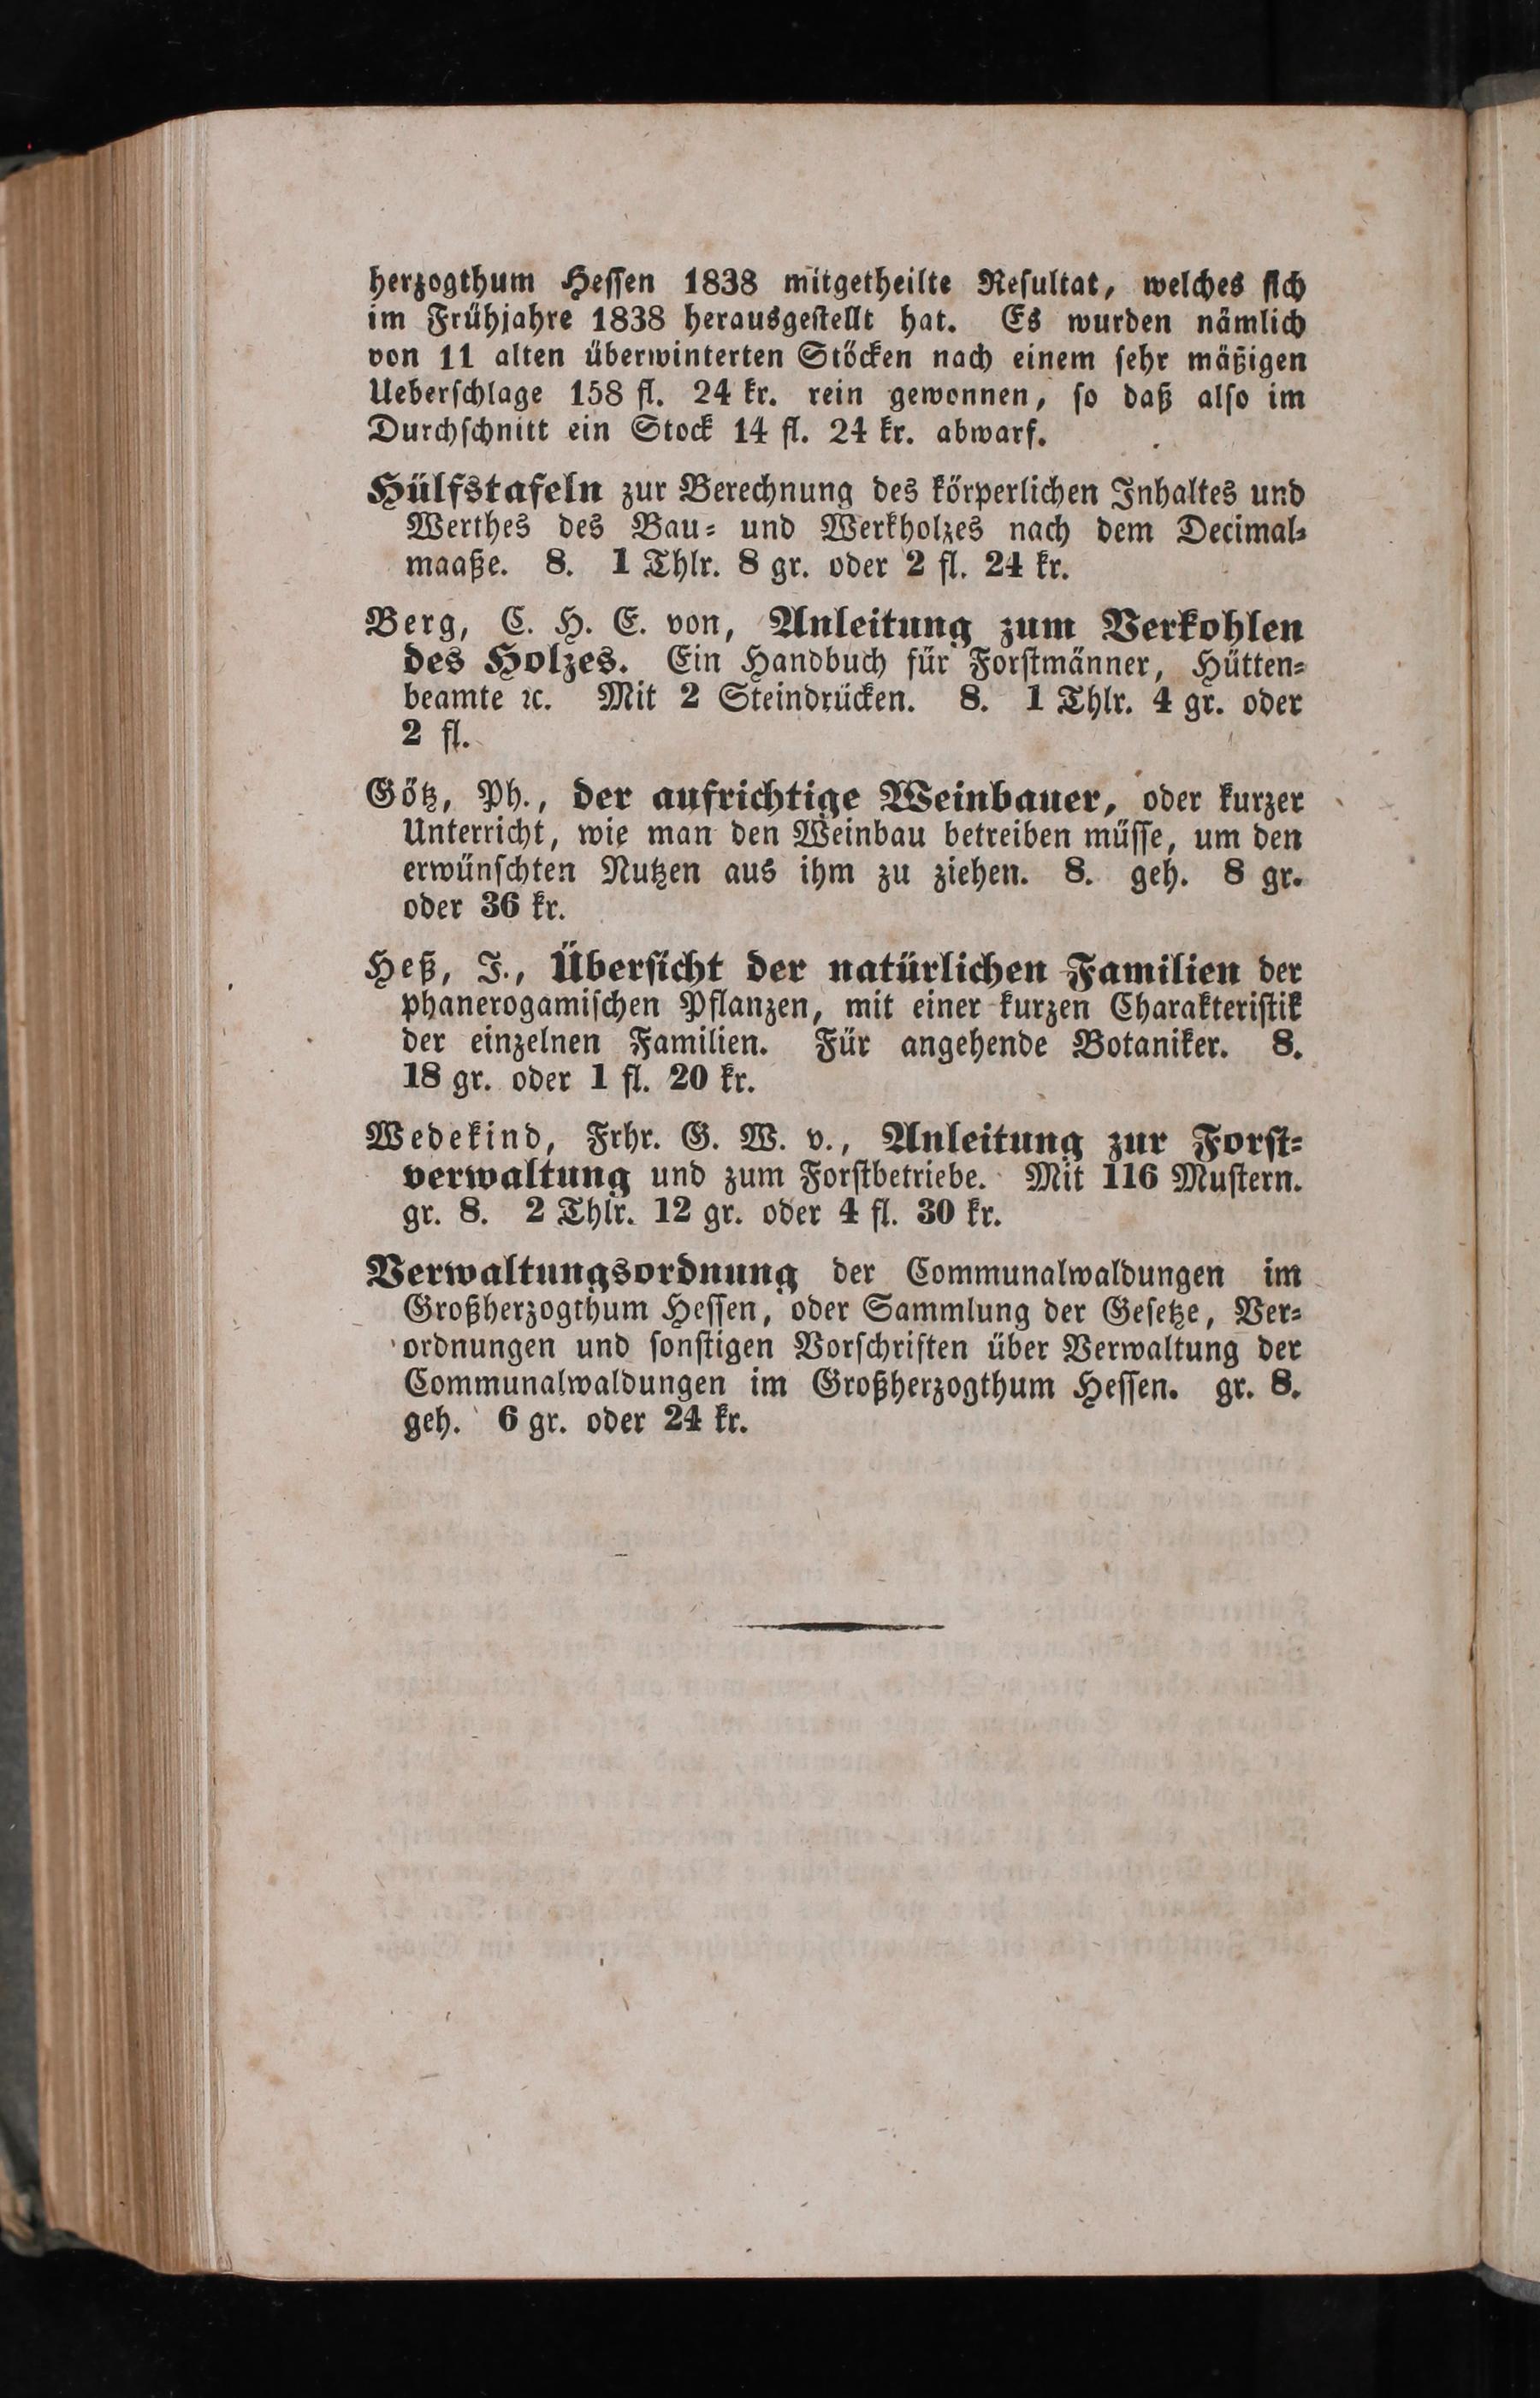 herzogthum Heſſen 1838 mitgetheilte Reſultat, welches ſich
im Frühjahre 1838 herausgeſtellt hat. Es wurden nämlich
von 11 alten überwinterten Stöcken nach einem ſehr mäßigen
Ueberſchlage 158 fl. 24 kr. rein gewonnen, ſo daß alſo im
Durchſchnitt ein Stock 14 fl. 24 kr. abwarf.
Hülfstafeln zur Berechnung des körperlichen Inhaltes und
Werthes des Bau- und Werkholzes nach dem Decimal-
maaße. 8. 1 Thlr. 8 gr. oder 2 fl. 24 kr.
Berg, C. H. E. von, Anleitung zum Verkohlen
des Holzes. Ein Handbuch für Forſtmänner, Hütten-
beamte ꝛc. Mit 2 Steindrücken. 8. 1 Thlr. 4 gr. oder
2 fl.
Götz, Ph., der aufrichtige Weinbauer, oder kurzer
Unterricht, wie man den Weinbau betreiben müſſe, um den
erwünſchten Nutzen aus ihm zu ziehen. 8. geh. 8 gr.
oder 36 kr.
Heß, J., Überſicht der natürlichen Familien der
phanerogamiſchen Pflanzen, mit einer kurzen Charakteriſtik
der einzelnen Familien. Für angehende Botaniker. 8.
18 gr. oder 1 fl. 20 kr.
Wedekind, Frhr. G. W. v., Anleitung zur Forſt-
verwaltung und zum Forſtbetriebe. Mit 116 Muſtern.
gr. 8. 2 Thlr. 12 gr. oder 4 fl. 30 kr.
Verwaltungsordnung der Communalwaldungen im
Großherzogthum Heſſen, oder Sammlung der Geſetze, Ver-
ordnungen und ſonſtigen Vorſchriften über Verwaltung der
Communalwaldungen im Großherzogthum Heſſen. gr. 8.
geh. 6 gr. oder 24 kr.